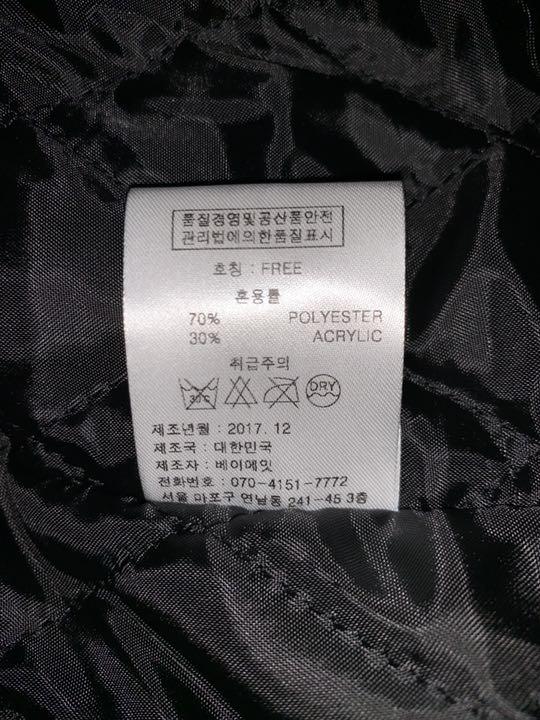 품질경영및공산품안전
관리법에의한품질표시
호칭 : FREE
혼용률
70% POLYESTER
30% ACRYLIC
취급주의
30℃ DRY
제조년월 : 2017. 12
제조국 : 대한민국
제조자 : 베이메잇
전화번호 : 070-4151-7772
서울 마포구 연남동 241-45 3층